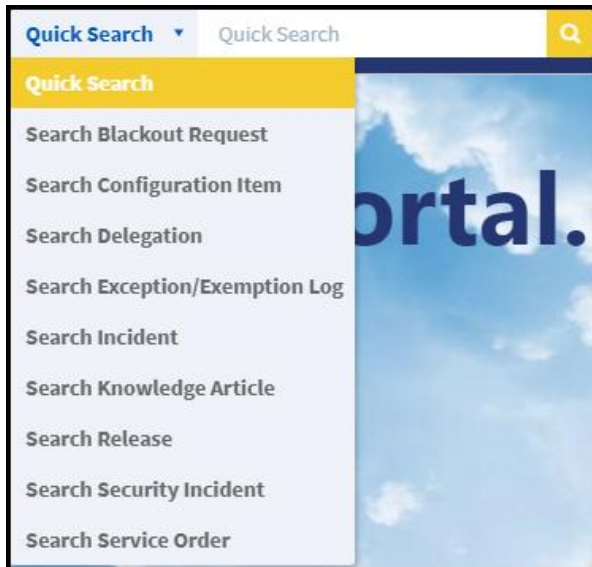 Quick Search Quick Search
Quick Search
Search Blackout Request
Search Configuration Item
ortal.
Search Delegation
Search Exception/Exemption Log
Search Incident
Search Knowledge Article
Search Release
Search Security Incident
Search Service Order